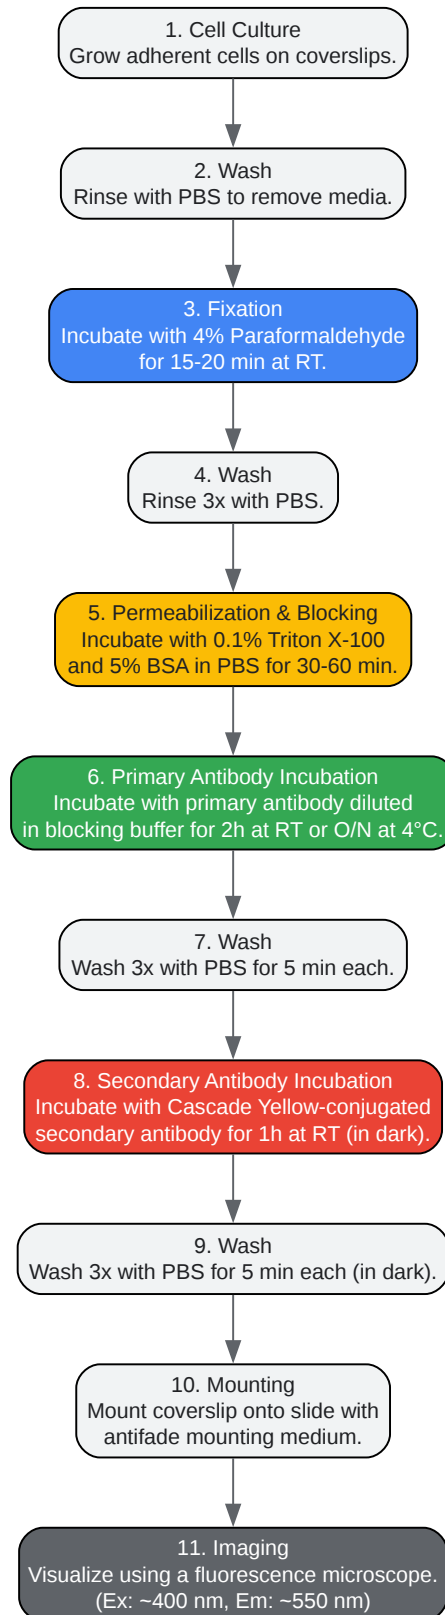 1. Cell Culture
Grow adherent cells on coverslips.
2. Wash
Rinse with PBS to remove media.
3. Fixation
Incubate with 4% Paraformaldehyde
for 15-20 min at RT.
4. Wash
Rinse 3x with PBS.
5. Permeabilization & Blocking
Incubate with 0.1% Triton X-100
and 5% BSA in PBS for 30-60 min.
6. Primary Antibody Incubation
Incubate with primary antibody diluted
in blocking buffer for 2h at RT or O/N at 4°C.
7. Wash
Wash 3x with PBS for 5 min each.
8. Secondary Antibody Incubation
Incubate with Cascade Yellow-conjugated
secondary antibody for 1h at RT (in dark).
9. Wash
Wash 3x with PBS for 5 min each (in dark).
10. Mounting
Mount coverslip onto slide with
antifade mounting medium.
11. Imaging
Visualize using a fluorescence microscope.
(Ex: ~400 nm, Em: ~550 nm)